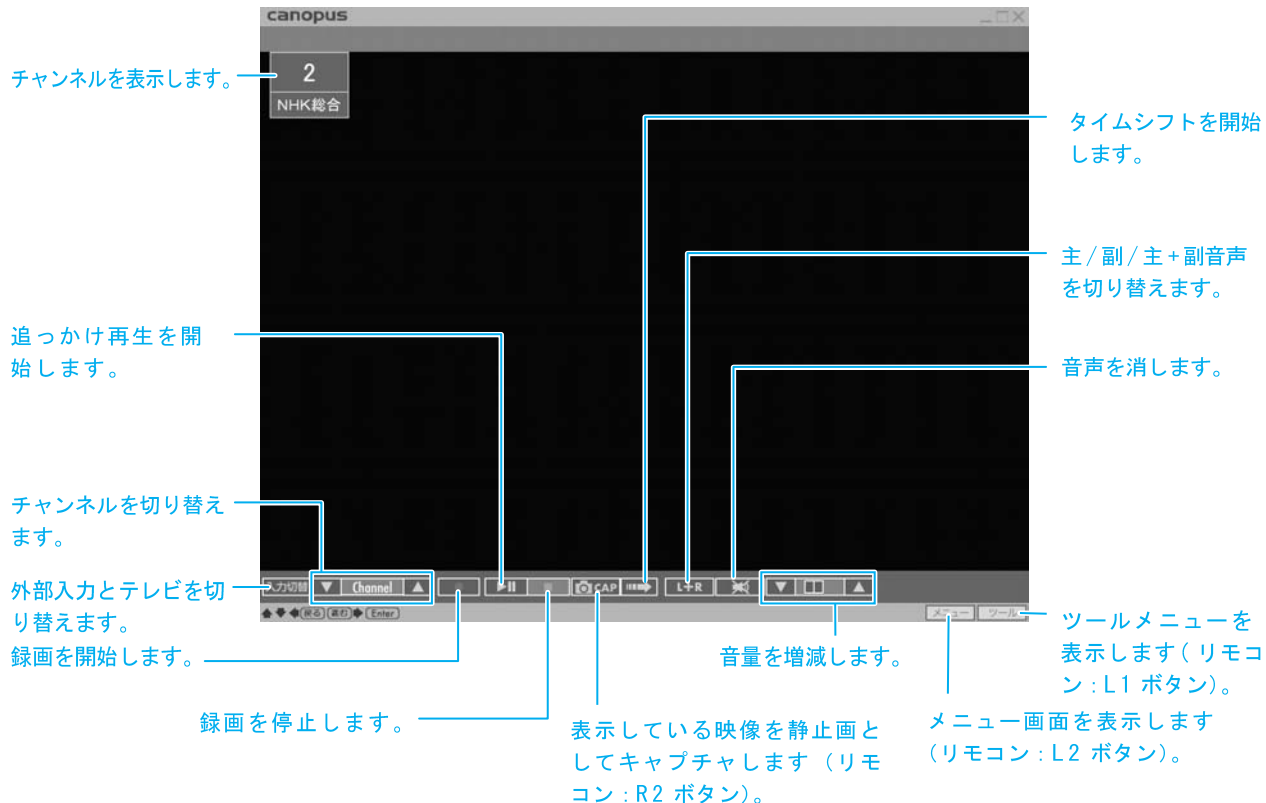 canopus
チャンネルを表示します。
2
NHK総合
タイムシフトを開始
します。
主/副/主+副音声
を切り替えます。
追っかけ再生を開
始します。
音声を消します。
チャンネルを切り替え
ます。
外部入力とテレビを切
り替えます。
入力切替 ▼ Channel ▲ CAP L+R ▼ ▲
戻る 進む Enter
メニュー ツール
録画を開始します。
音量を増減します。
ツールメニューを
表示します(リモコ
ン:L1 ボタン)。
録画を停止します。
表示している映像を静止画と
してキャプチャします(リモ
コン:R2 ボタン)。
メニュー画面を表示します
(リモコン:L2 ボタン)。